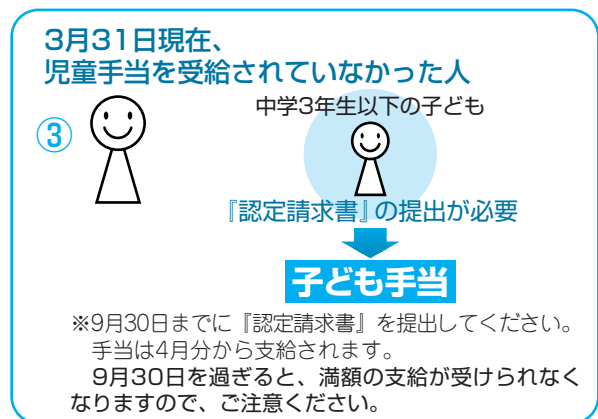 3月31日現在、
児童手当を受給されていなかった人
③
中学3年生以下の子ども
『認定請求書』の提出が必要
子ども手当
※9月30日までに『認定請求書』を提出してください。
手当は4月分から支給されます。
9月30日を過ぎると、満額の支給が受けられなく
なりますので、ご注意ください。